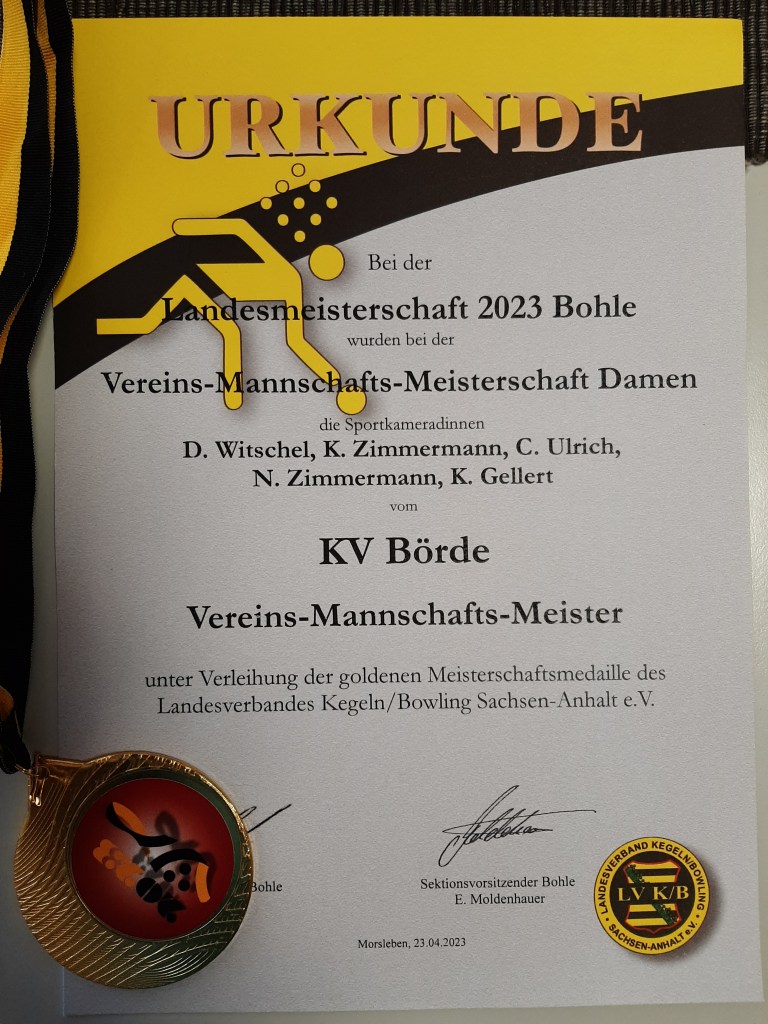 URKUNDE
Bei der
Landesmeisterschaft 2023 Bohle
wurden bei der
Vereins-Mannschafts-Meisterschaft Damen
die Sportkameradinnen
D. Witschel, K. Zimmermann, C. Ulrich,
N. Zimmermann, K. Gellert
vom
KV Börde
Vereins-Mannschafts-Meister
unter Verleihung der goldenen Meisterschaftsmedaille des
Landesverbandes Kegeln/Bowling Sachsen-Anhalt e.V.
Bohle
Sektionsvorsitzender Bohle
E. Moldenhauer
Morsleben, 23.04.2023
LANDESVERBAND KEGELN/BOWLING
LV K/B
SACHSEN-ANHALT e.V.